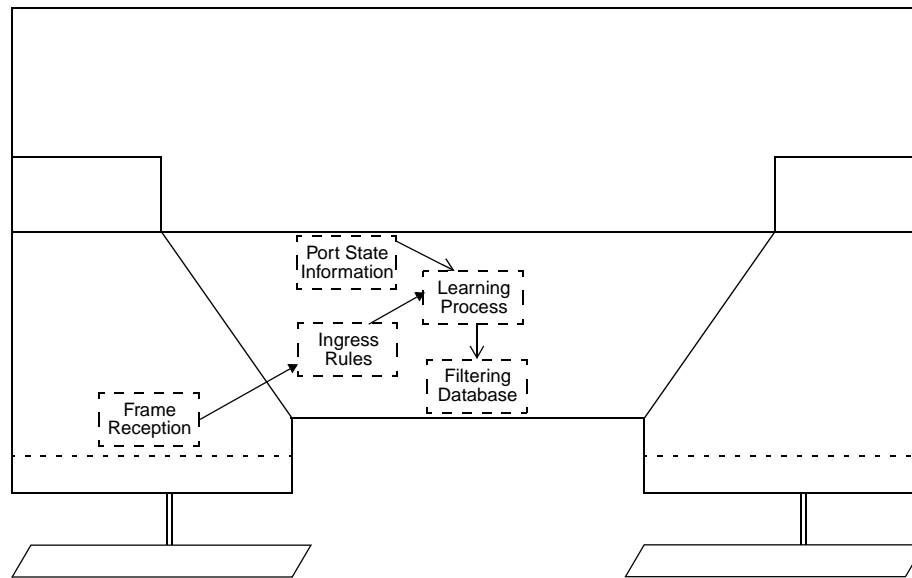 Port State
Information
Learning
Process
Ingress
Rules
Filtering
Database
Frame
Reception